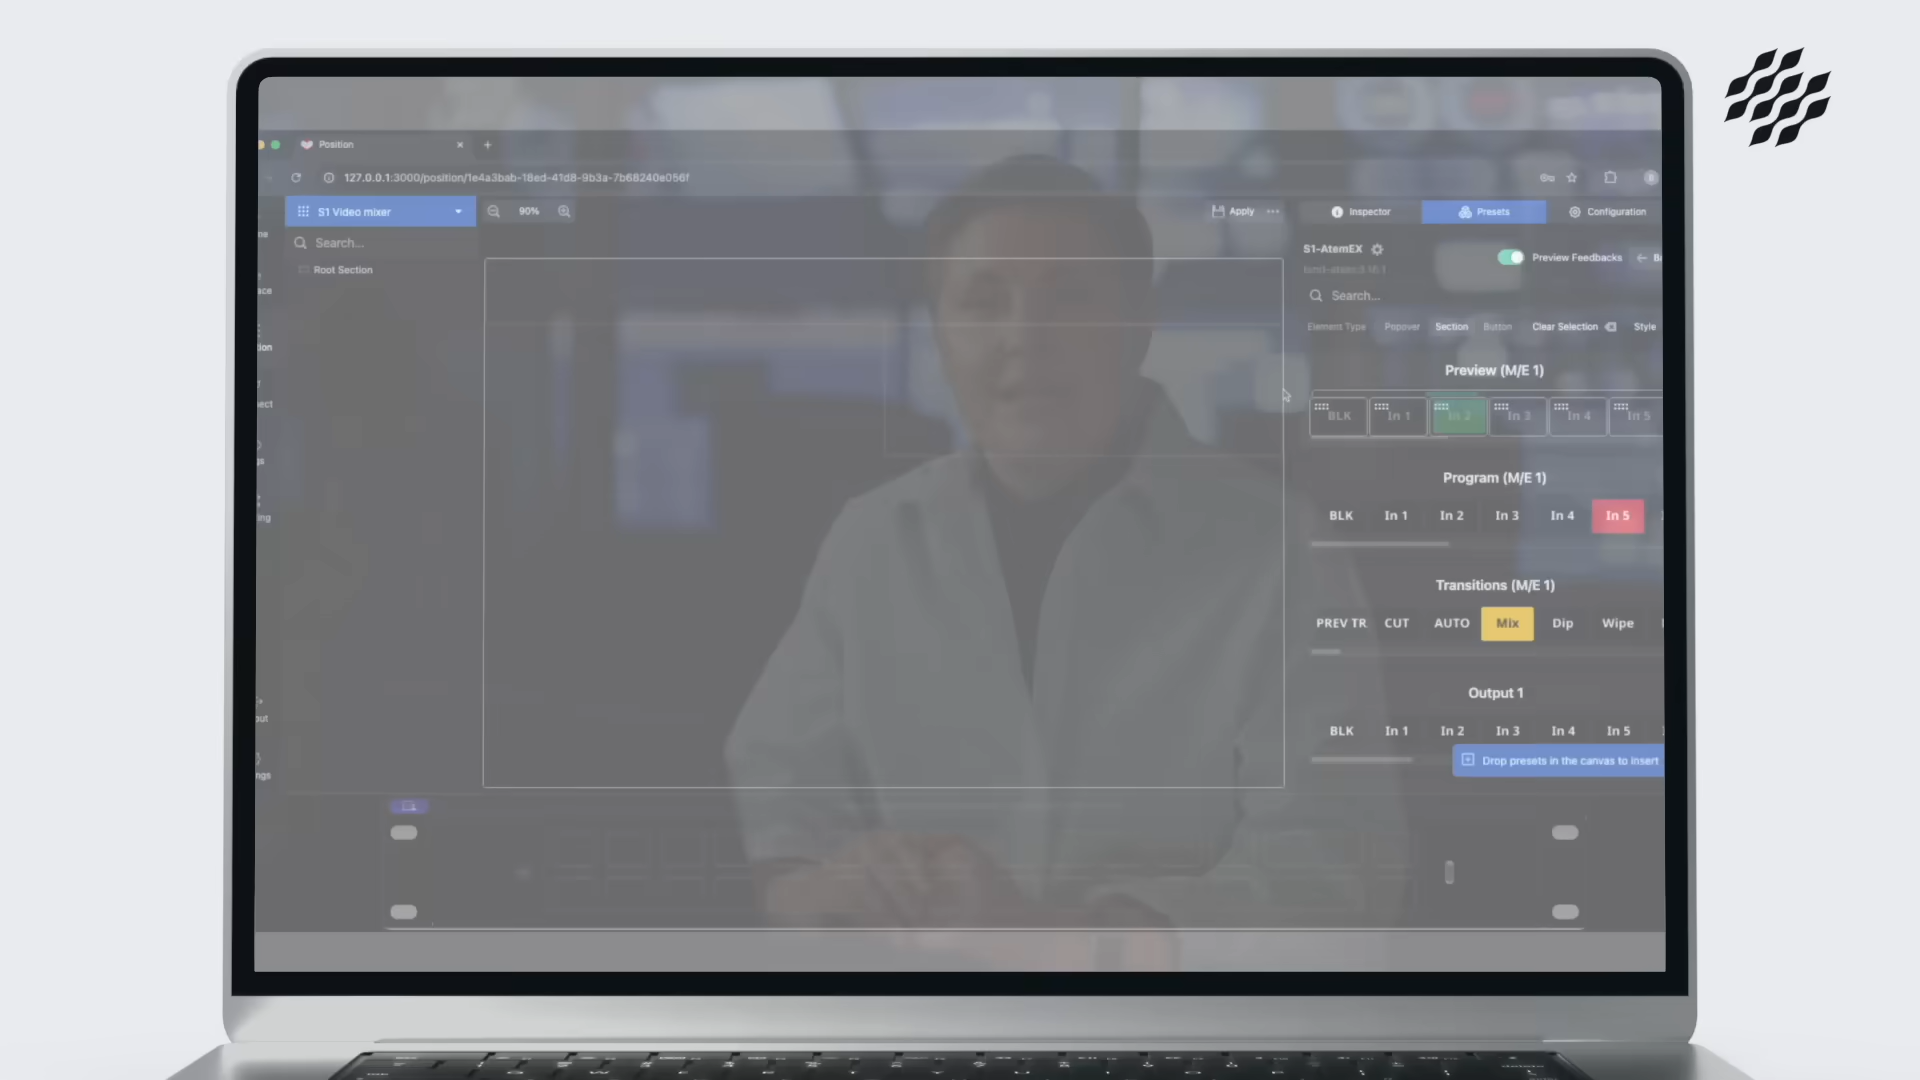 Position
127.0.0.1:3000/position/1e4a3bab-18ed-41d8-9b3a-7b68240e056f
S1 Video mixer
90%
Apply
Inspector
Presets
Configuration
Search...
Root Section
S1-AtemEX
Preview Feedbacks
Search...
Element Type Popover Section Button Clear Selection Style
Preview (M/E 1)
BLK In 1 In 2 In 3 In 4 In 5
Program (M/E 1)
BLK In 1 In 2 In 3 In 4 In 5
Transitions (M/E 1)
PREV TR CUT AUTO Mix Dip Wipe
Output 1
BLK In 1 In 2 In 3 In 4 In 5
Drop presets in the canvas to insert